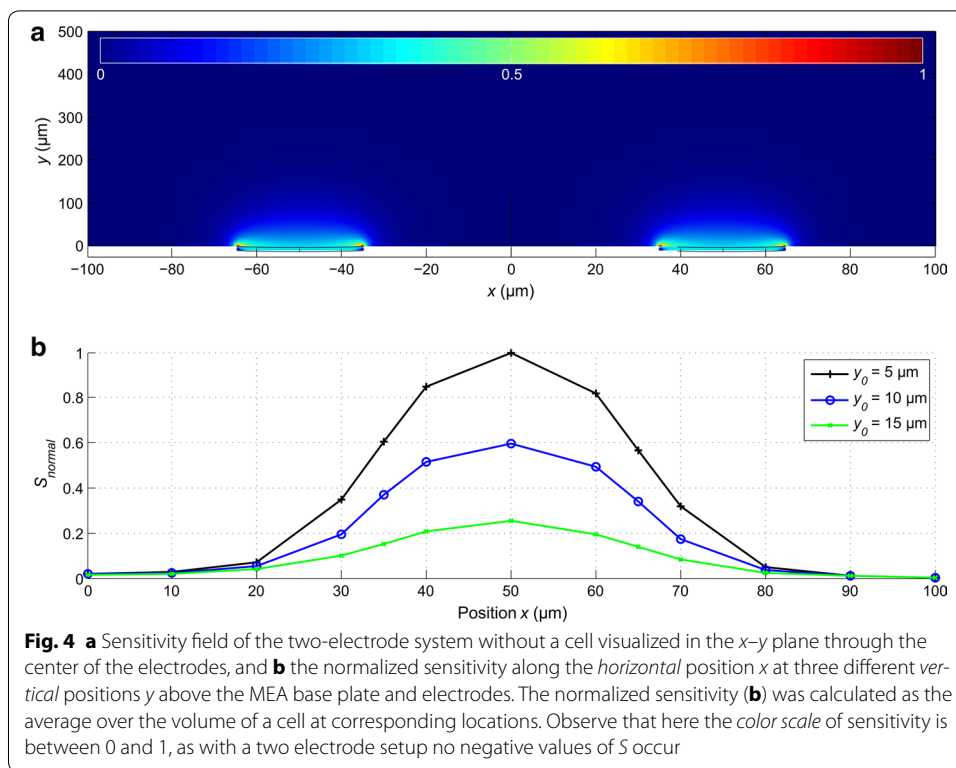 a
500
400
300
200
100
0
y (µm)
0 0.5 1
−100 −80 −60 −40 −20 0 20 40 60 80 100
x (µm)
b
1
0.8
0.6
0.4
0.2
0
S_normal
y_0 = 5 µm
y_0 = 10 µm
y_0 = 15 µm
0 10 20 30 40 50 60 70 80 90 100
Position x (µm)
Fig. 4 a Sensitivity field of the two-electrode system without a cell visualized in the x–y plane through the
center of the electrodes, and b the normalized sensitivity along the horizontal position x at three different ver-
tical positions y above the MEA base plate and electrodes. The normalized sensitivity (b) was calculated as the
average over the volume of a cell at corresponding locations. Observe that here the color scale of sensitivity is
between 0 and 1, as with a two electrode setup no negative values of S occur